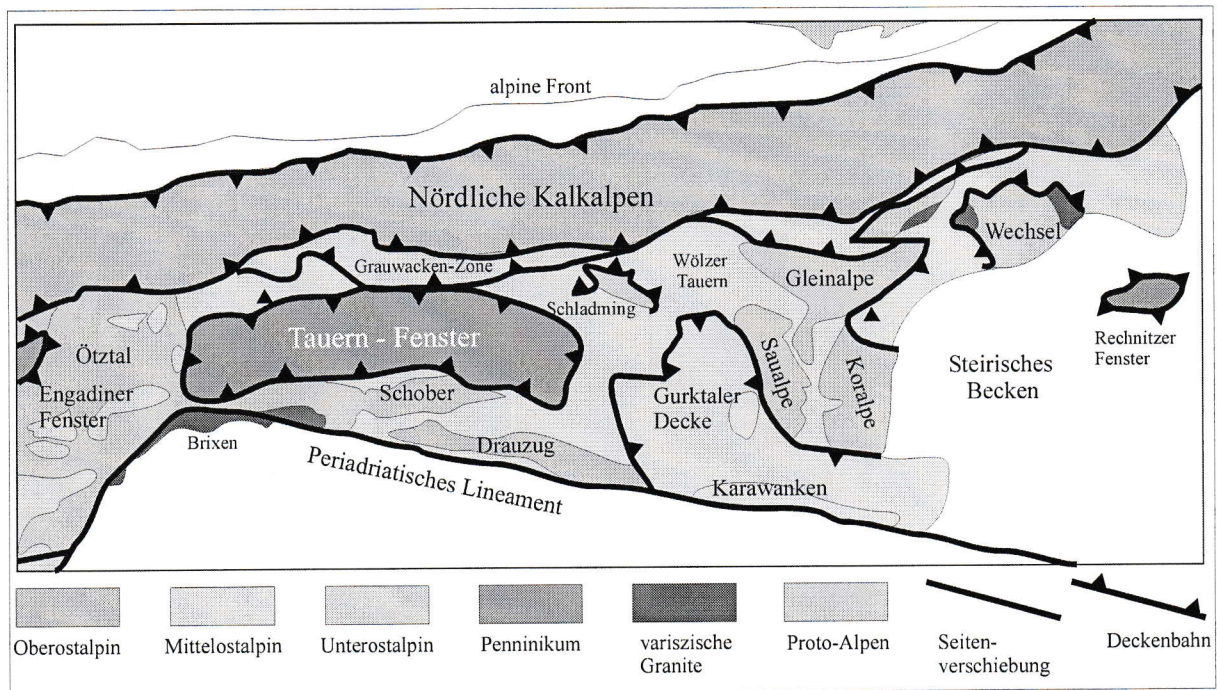 alpine Front
Nördliche Kalkalpen
Grauwacken-Zone
Wölzer
Tauern
Gleinalpe
Wechsel
Schladming
Tauern - Fenster
Ötztal
Engadiner
Fenster
Schober
Gurktaler
Decke
Saualpe
Koralpe
Steirisches
Becken
Rechnitzer
Fenster
Brixen
Drauzug
Periadriatisches Lineament
Karawanken
Oberostalpin
Mittelostalpin
Unterostalpin
Penninikum
variszische
Granite
Proto-Alpen
Seiten-
verschiebung
Deckenbahn